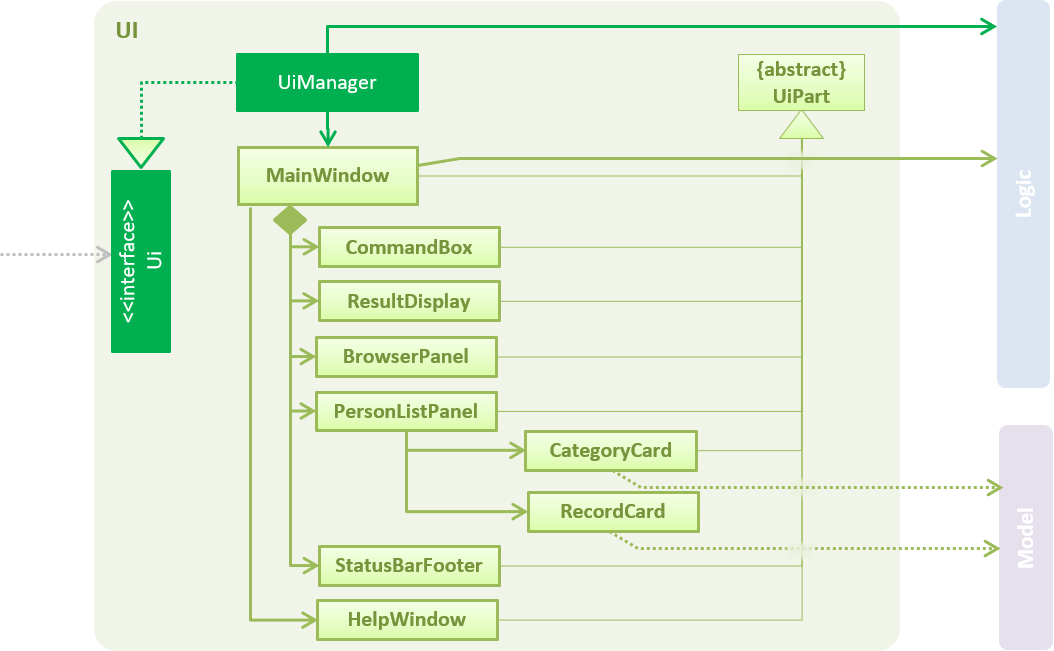 UI
UiManager
{abstract}
UiPart
MainWindow
Logic
<<interface>>
Ui
CommandBox
ResultDisplay
BrowserPanel
PersonListPanel
CategoryCard
RecordCard
Model
StatusBarFooter
HelpWindow